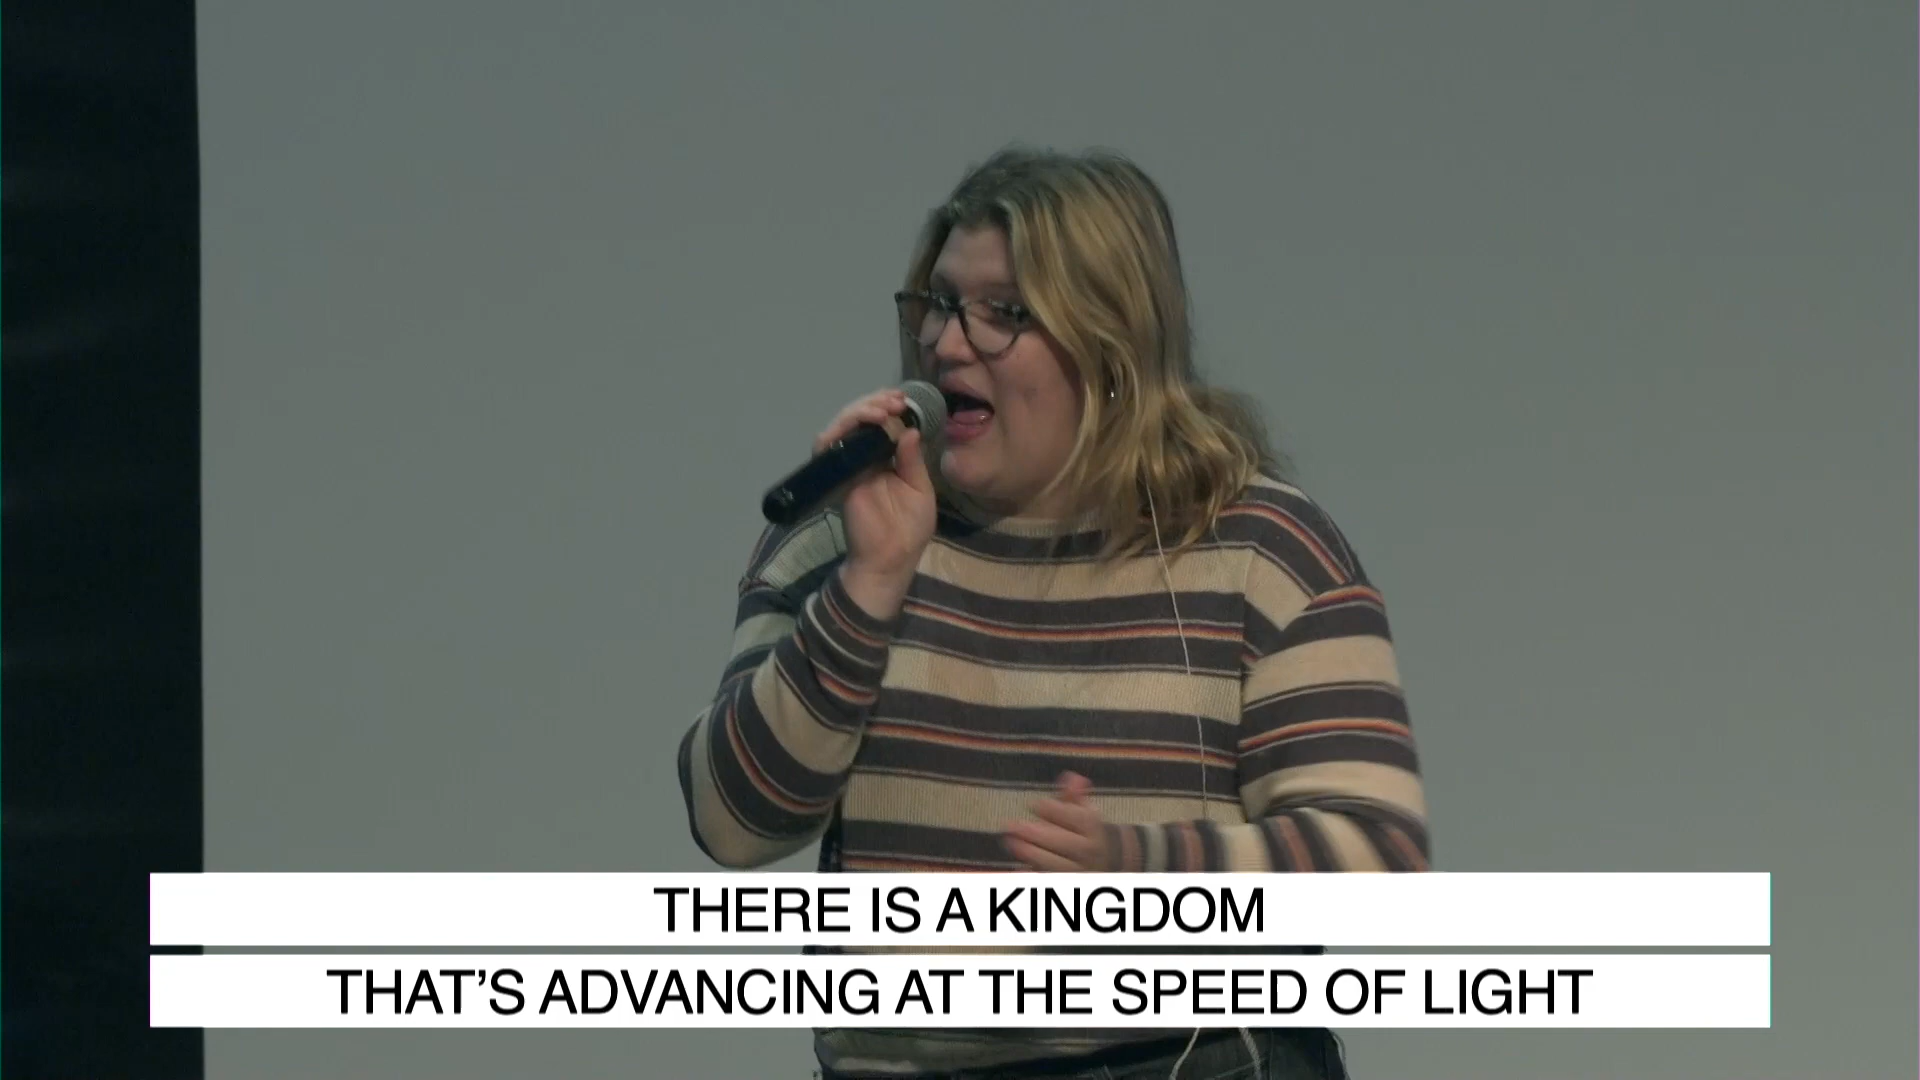 THERE IS A KINGDOM
THAT’S ADVANCING AT THE SPEED OF LIGHT